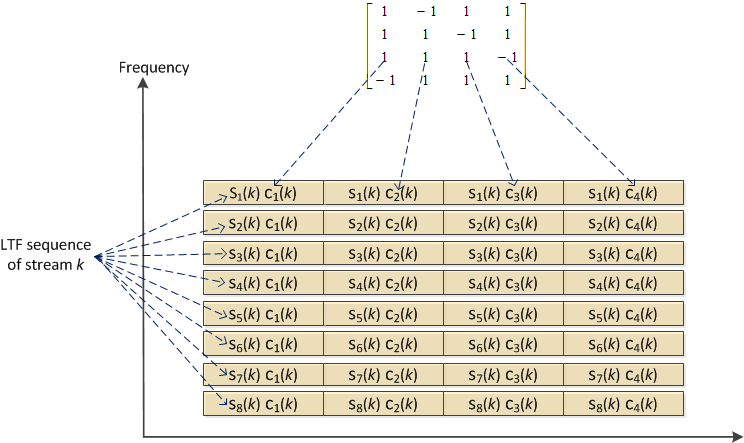 1 − 1 1 1
1 1 − 1 1
1 1 1 − 1
− 1 1 1 1
Frequency
LTF sequence
of stream k
S₁(k) c₁(k) s₁(k) c₂(k) s₁(k) c₃(k) s₁(k) c₄(k)
s₂(k) c₁(k) s₂(k) c₂(k) s₂(k) c₃(k) s₂(k) c₄(k)
s₃(k) c₁(k) s₃(k) c₂(k) s₃(k) c₃(k) s₃(k) c₄(k)
s₄(k) c₁(k) s₄(k) c₂(k) s₄(k) c₃(k) s₄(k) c₄(k)
s₅(k) c₁(k) s₅(k) c₂(k) s₅(k) c₃(k) s₅(k) c₄(k)
s₆(k) c₁(k) s₆(k) c₂(k) s₆(k) c₃(k) s₆(k) c₄(k)
s₇(k) c₁(k) s₇(k) c₂(k) s₇(k) c₃(k) s₇(k) c₄(k)
s₈(k) c₁(k) s₈(k) c₂(k) s₈(k) c₃(k) s₈(k) c₄(k)